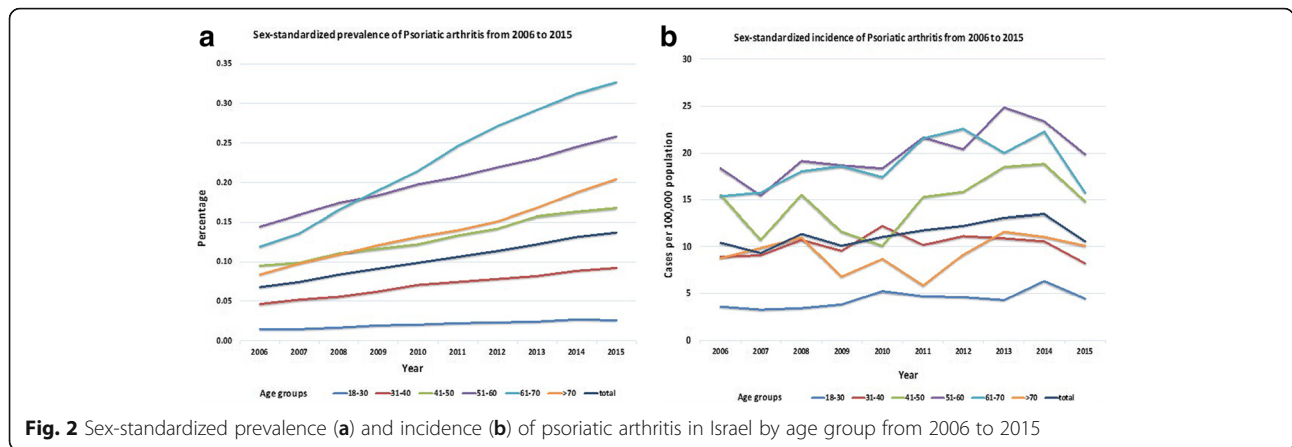 a
Sex-standardized prevalence of Psoriatic arthritis from 2006 to 2015
Percentage
0.35
0.30
0.25
0.20
0.15
0.10
0.05
0.00
2006 2007 2008 2009 2010 2011 2012 2013 2014 2015
Year
Age groups 18-30 31-40 41-50 51-60 61-70 >70 total
b
Sex-standardized incidence of Psoriatic arthritis from 2006 to 2015
Cases per 100,000 population
30
25
20
15
10
5
0
2006 2007 2008 2009 2010 2011 2012 2013 2014 2015
Year
Age groups 18-30 31-40 41-50 51-60 61-70 >70 total
Fig. 2 Sex-standardized prevalence (a) and incidence (b) of psoriatic arthritis in Israel by age group from 2006 to 2015